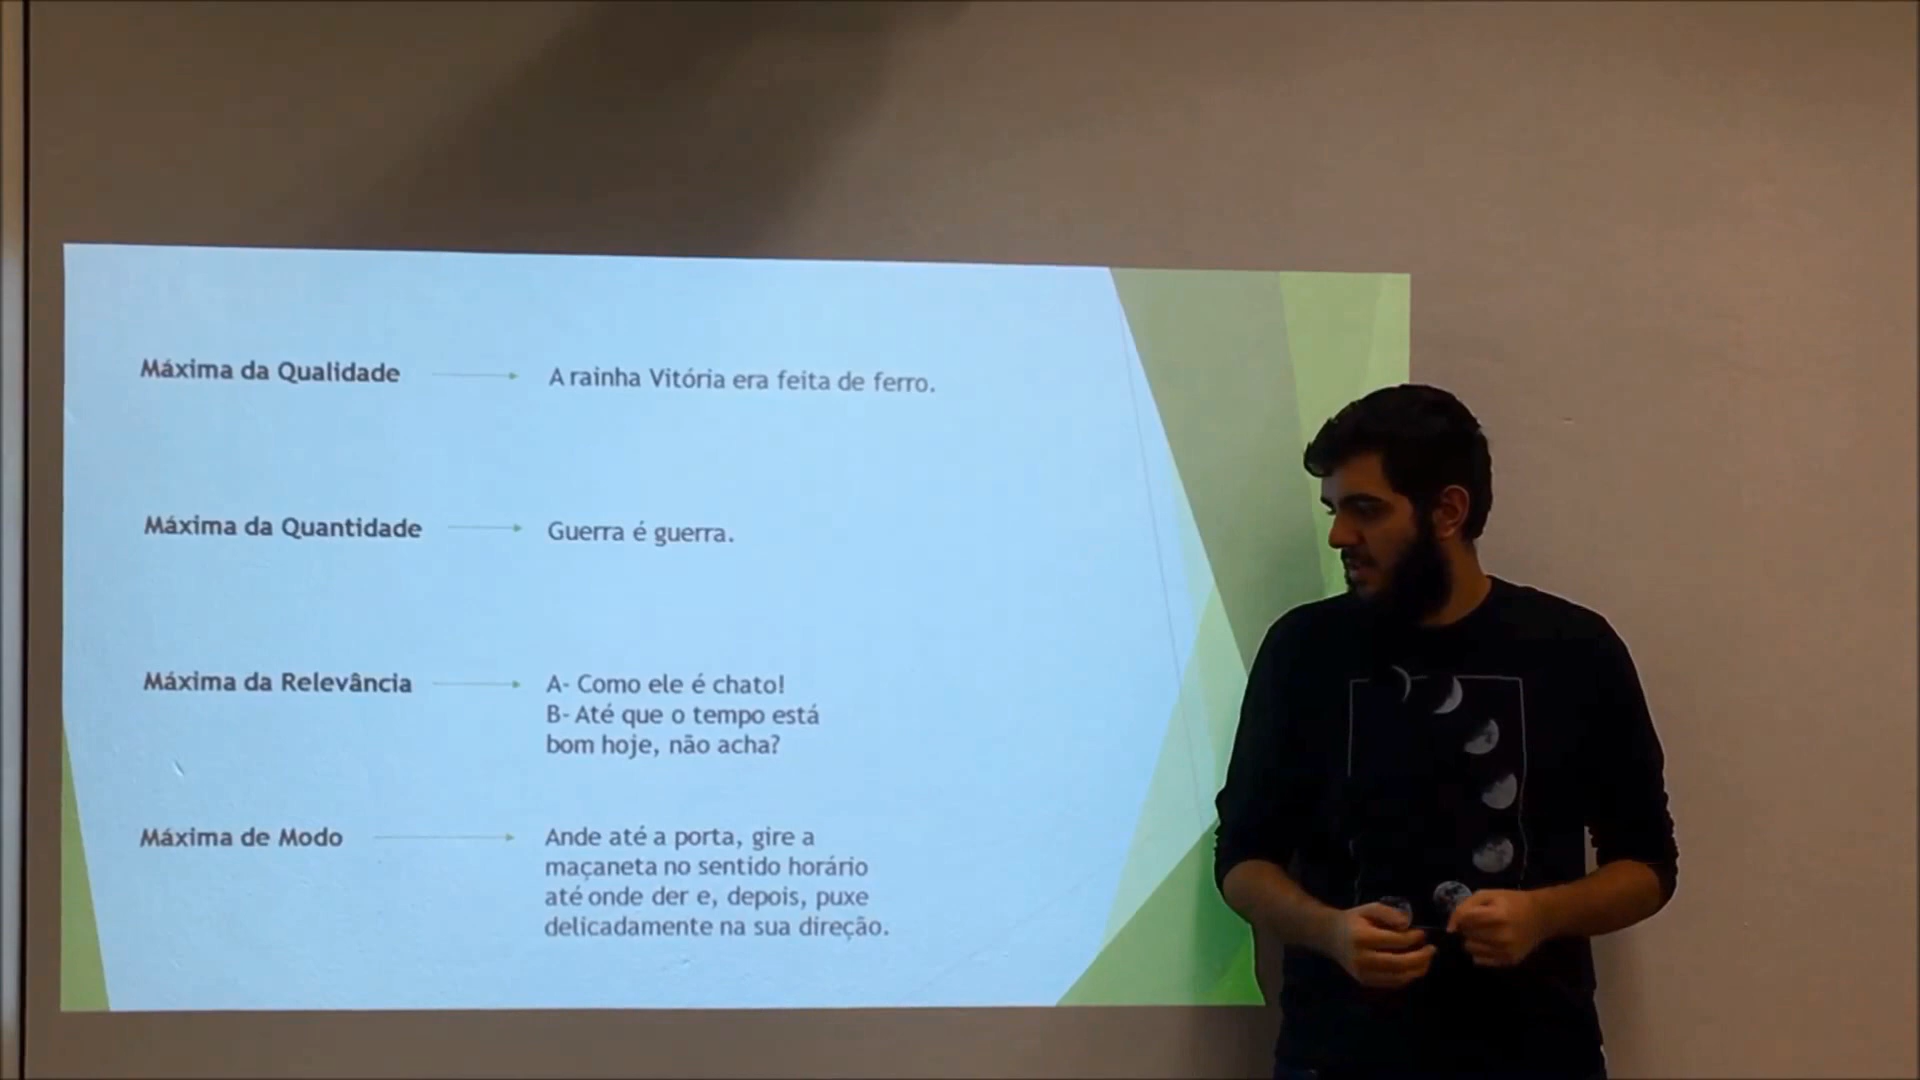 Máxima da Qualidade
A rainha Vitória era feita de ferro.
Máxima da Quantidade
Guerra é guerra.
Máxima da Relevância
A- Como ele é chato!
B- Até que o tempo está
bom hoje, não acha?
Máxima de Modo
Ande até a porta, gire a
maçaneta no sentido horário
até onde der e, depois, puxe
delicadamente na sua direção.